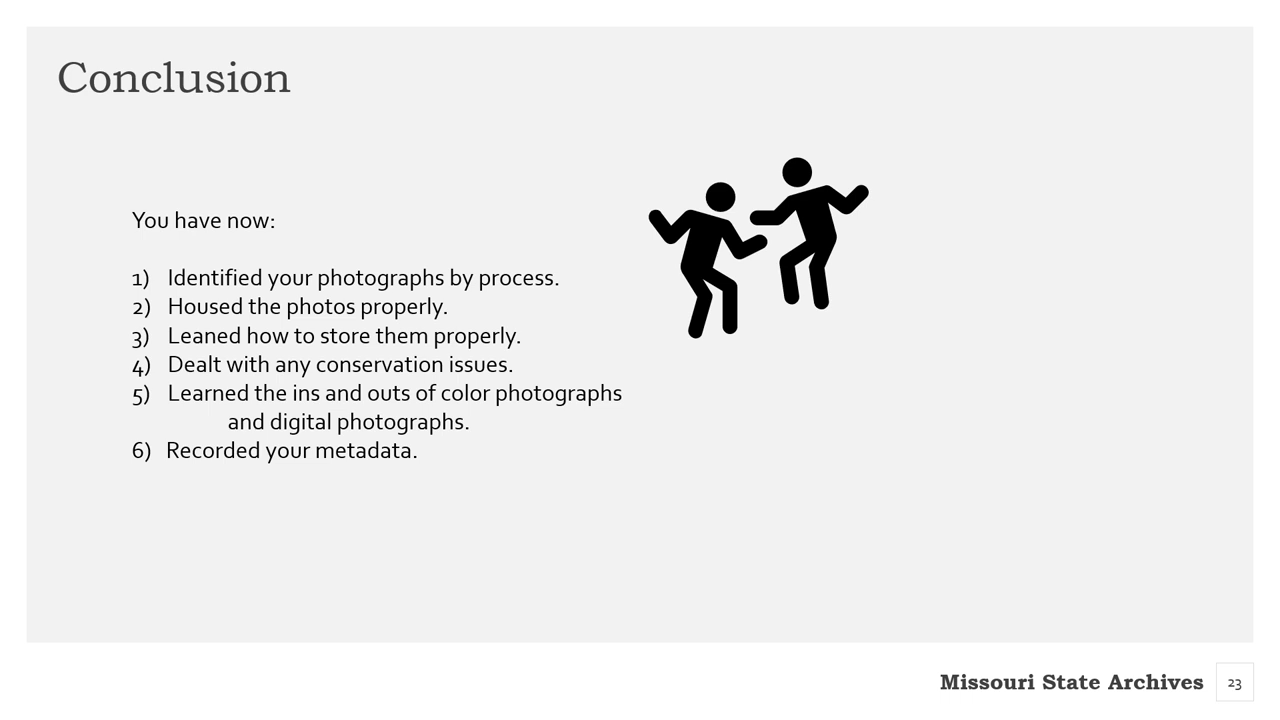 Conclusion
You have now:
1) Identified your photographs by process.
2) Housed the photos properly.
3) Leaned how to store them properly.
4) Dealt with any conservation issues.
5) Learned the ins and outs of color photographs
and digital photographs.
6) Recorded your metadata.
Missouri State Archives
23